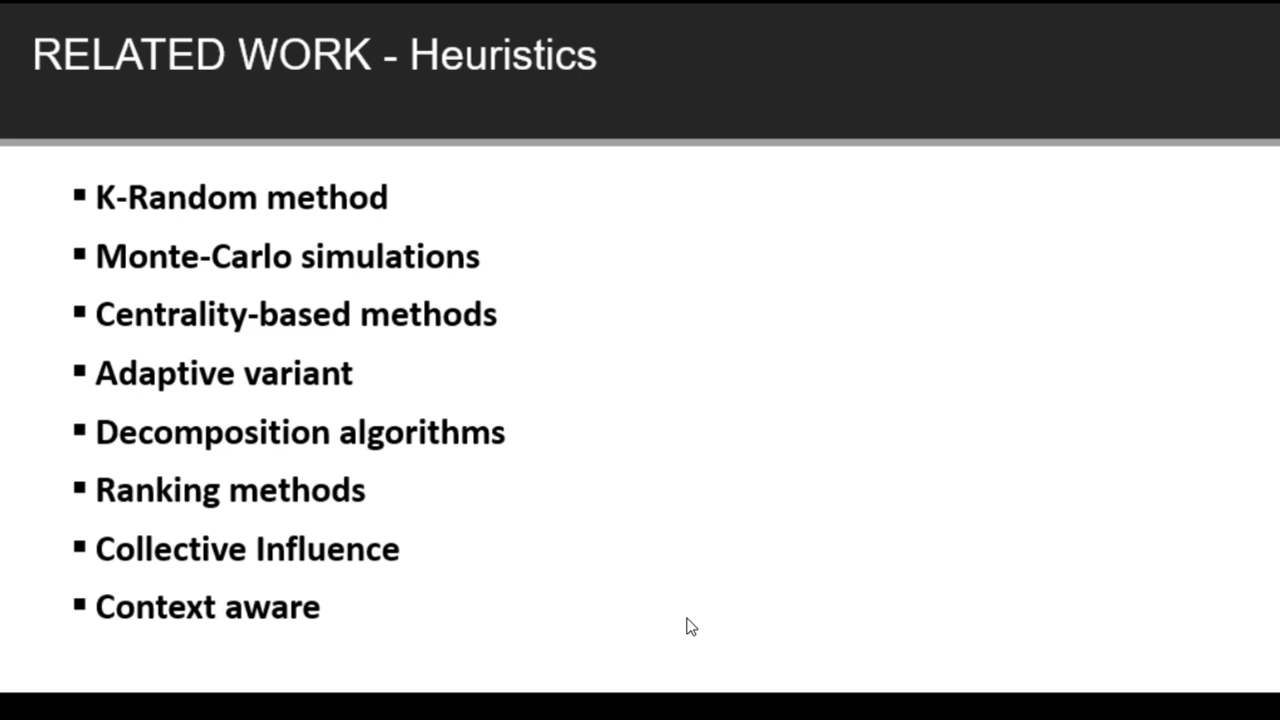 RELATED WORK - Heuristics
▪ K-Random method
▪ Monte-Carlo simulations
▪ Centrality-based methods
▪ Adaptive variant
▪ Decomposition algorithms
▪ Ranking methods
▪ Collective Influence
▪ Context aware